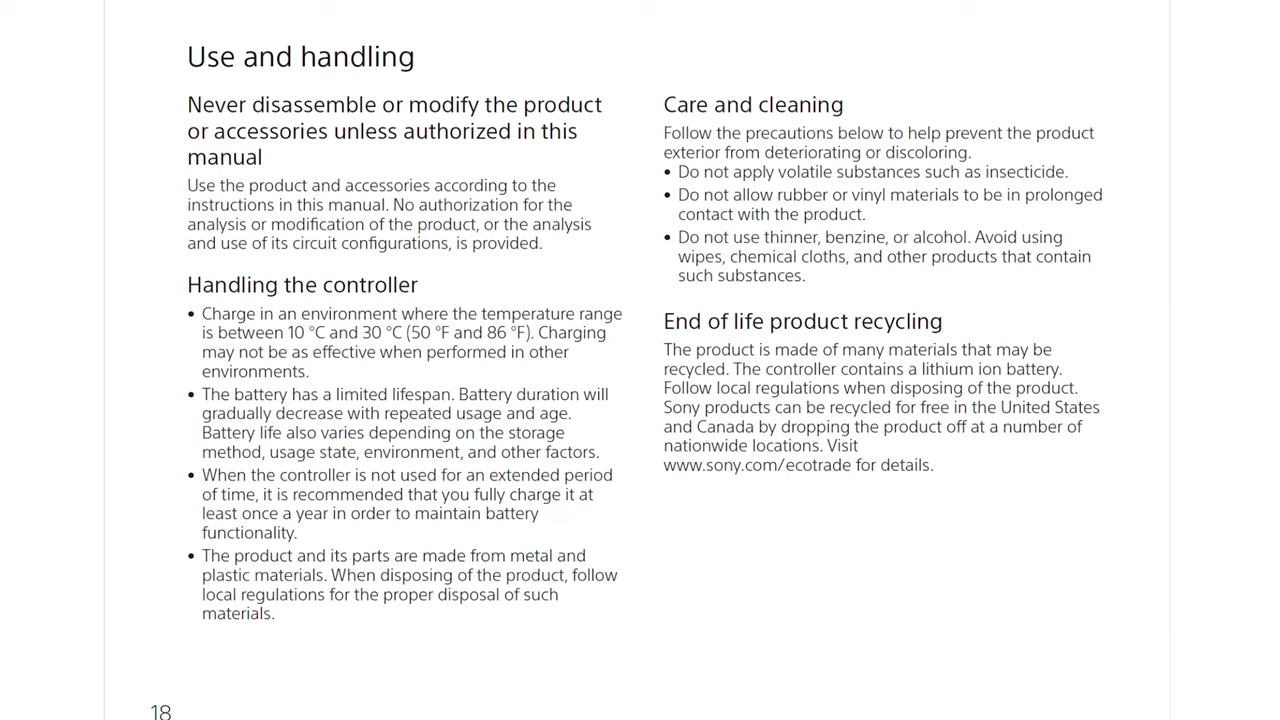 Use and handling
Never disassemble or modify the product
or accessories unless authorized in this
manual
Use the product and accessories according to the
instructions in this manual. No authorization for the
analysis or modification of the product, or the analysis
and use of its circuit configurations, is provided.
Handling the controller
• Charge in an environment where the temperature range
is between 10 °C and 30 °C (50 °F and 86 °F). Charging
may not be as effective when performed in other
environments.
• The battery has a limited lifespan. Battery duration will
gradually decrease with repeated usage and age.
Battery life also varies depending on the storage
method, usage state, environment, and other factors.
• When the controller is not used for an extended period
of time, it is recommended that you fully charge it at
least once a year in order to maintain battery
functionality.
• The product and its parts are made from metal and
plastic materials. When disposing of the product, follow
local regulations for the proper disposal of such
materials.
Care and cleaning
Follow the precautions below to help prevent the product
exterior from deteriorating or discoloring.
• Do not apply volatile substances such as insecticide.
• Do not allow rubber or vinyl materials to be in prolonged
contact with the product.
• Do not use thinner, benzine, or alcohol. Avoid using
wipes, chemical cloths, and other products that contain
such substances.
End of life product recycling
The product is made of many materials that may be
recycled. The controller contains a lithium ion battery.
Follow local regulations when disposing of the product.
Sony products can be recycled for free in the United States
and Canada by dropping the product off at a number of
nationwide locations. Visit
www.sony.com/ecotrade for details.
18